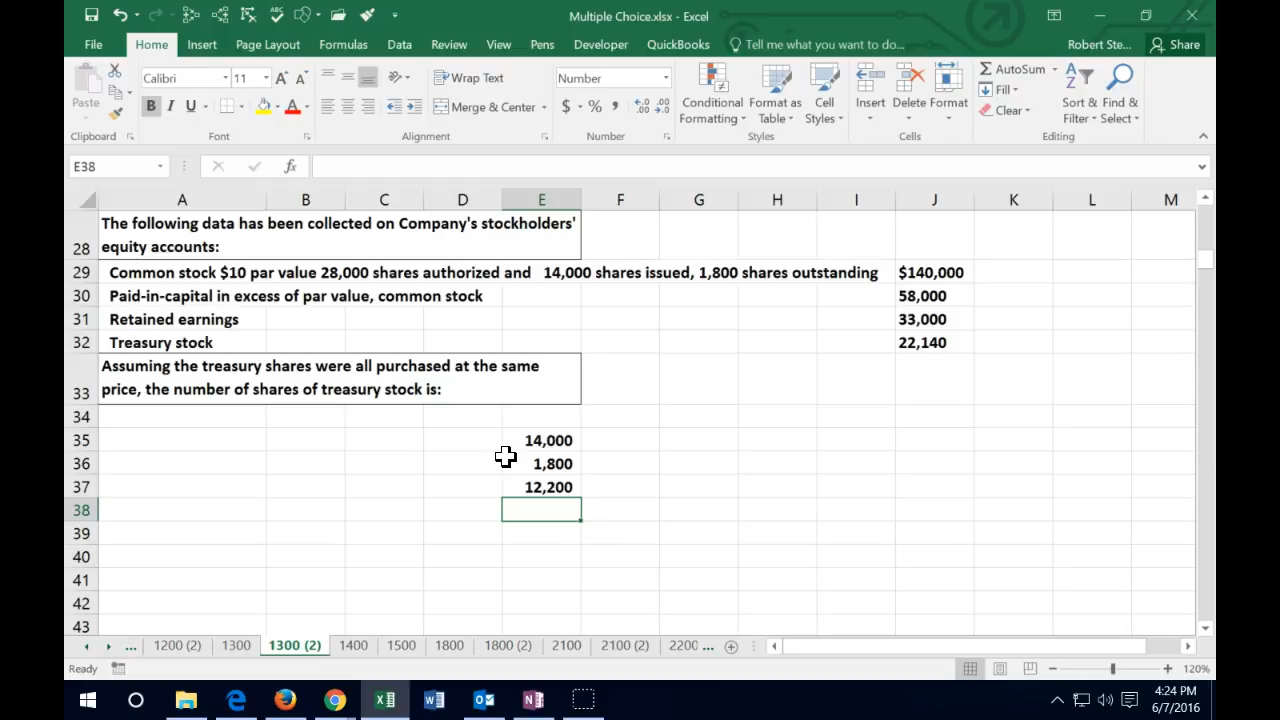 Multiple Choice.xlsx - Excel
File Home Insert Page Layout Formulas Data Review View Pens Developer QuickBooks Tell me what you want to do... Robert Ste... Share
Paste Calibri 11 A A Wrap Text Number Conditional Formatting Format as Table Cell Styles Insert Delete Format AutoSum Fill Clear Sort & Filter Find & Select
B I U A Merge & Center $ % ,
Clipboard Font Alignment Number Styles Cells Editing
E38 fx
A B C D E F G H I J K L M
The following data has been collected on Company's stockholders'
28 equity accounts:
29 Common stock $10 par value 28,000 shares authorized and 14,000 shares issued, 1,800 shares outstanding $140,000
30 Paid-in-capital in excess of par value, common stock 58,000
31 Retained earnings 33,000
32 Treasury stock 22,140
Assuming the treasury shares were all purchased at the same
33 price, the number of shares of treasury stock is:
34
35 14,000
36 1,800
37 12,200
38
39
40
41
42
43
... 1200 (2) 1300 1300 (2) 1400 1500 1800 1800 (2) 2100 2100 (2) 2200 ...
Ready 120%
4:24 PM
6/7/2016